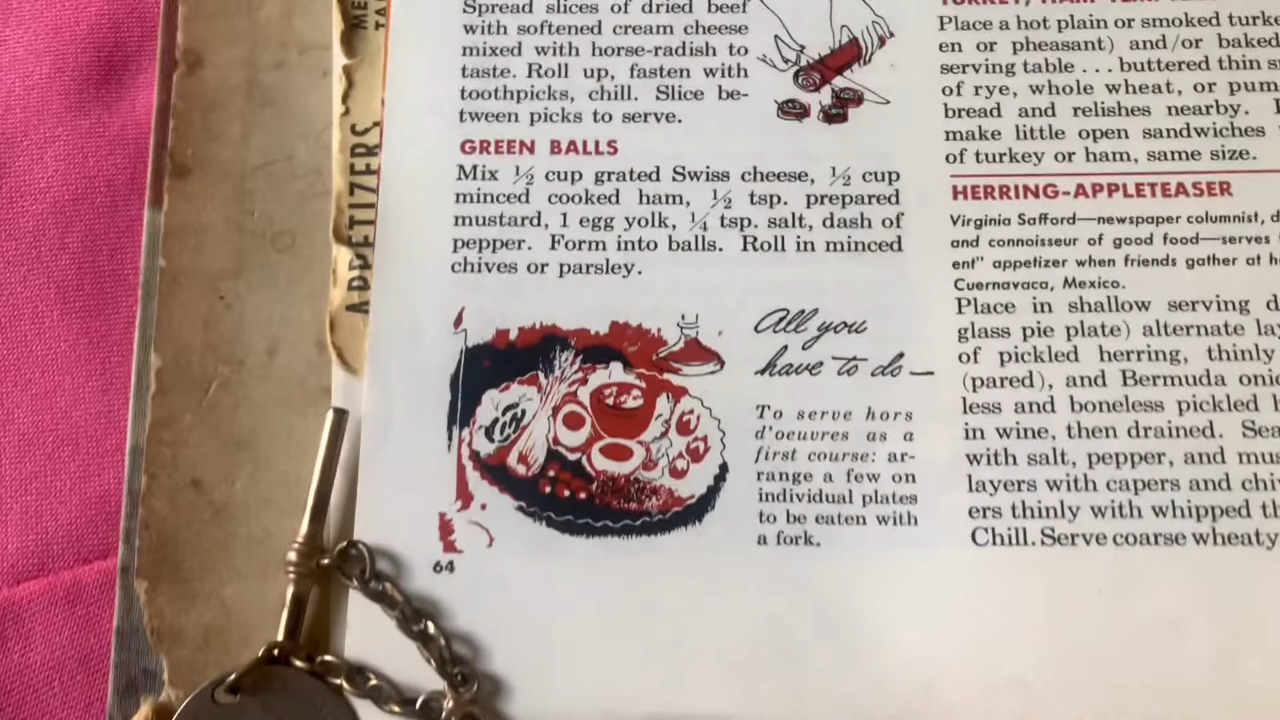 APPETIZERS
Spread slices of dried beef
with softened cream cheese
mixed with horse-radish to
taste. Roll up, fasten with
toothpicks, chill. Slice be-
tween picks to serve.
GREEN BALLS
Mix ½ cup grated Swiss cheese, ½ cup
minced cooked ham, ½ tsp. prepared
mustard, 1 egg yolk, ¼ tsp. salt, dash of
pepper. Form into balls. Roll in minced
chives or parsley.
All you
have to do—
To serve hors
d'oeuvres as a
first course: ar-
range a few on
individual plates
to be eaten with
a fork.
64
Place a hot plain or smoked
en or pheasant) and/or baked
serving table . . . buttered thin
of rye, whole wheat, or
bread and relishes nearby.
make little open sandwiches
of turkey or ham, same size.
HERRING-APPLETEASER
Virginia Safford—newspaper columnist,
and connoisseur of good food—serves
ent" appetizer when friends gather at
Cuernavaca, Mexico.
Place in shallow serving
glass pie plate) alternate
of pickled herring, thinly
(pared), and Bermuda
less and boneless pickled
in wine, then drained.
with salt, pepper, and
layers with capers and
ers thinly with whipped
Chill. Serve coarse